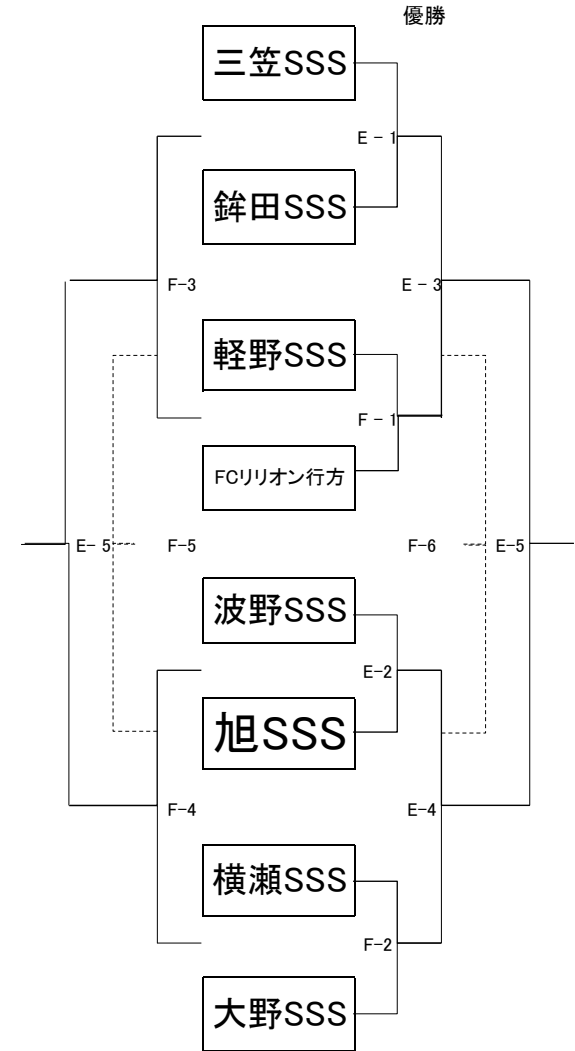 優勝
三笠SSS
E - 1
鉾田SSS
F-3
E - 3
軽野SSS
F - 1
FCリリオン行方
E- 5
F-5
F-6
E-5
波野SSS
E-2
旭SSS
F-4
E-4
横瀬SSS
F-2
大野SSS